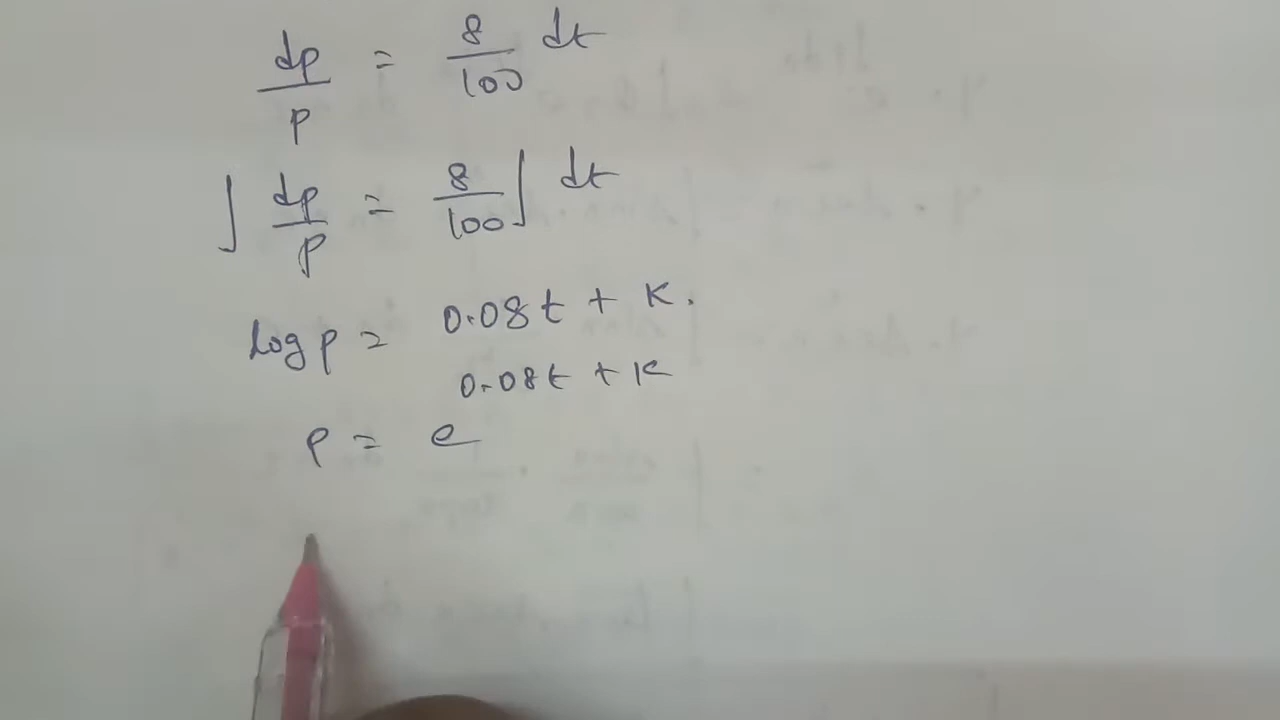 dp/p = 8/100 dt
∫ dp/p = 8/100 ∫ dt
log p = 0.08t + K.
p = e^(0.08t + K)